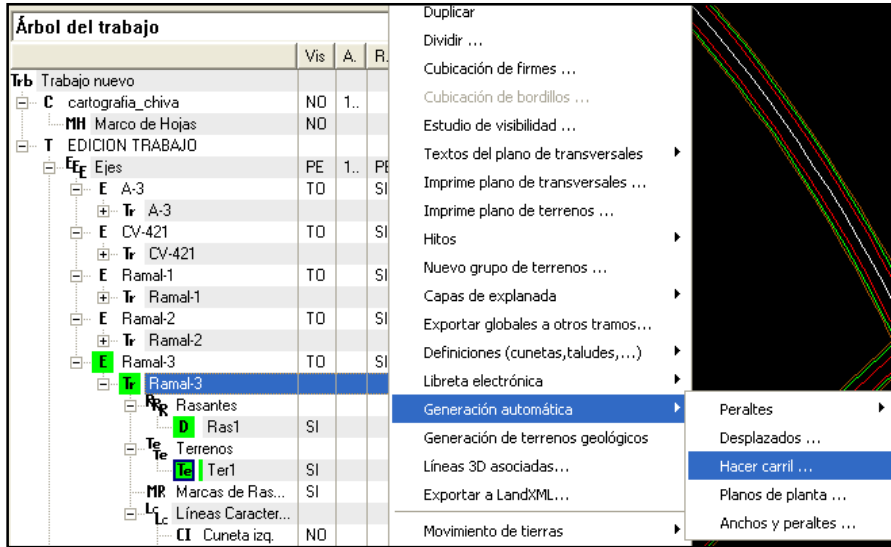 Árbol del trabajo
Vis A. R.
Trb Trabajo nuevo
C cartografia_chiva NO 1..
MH Marco de Hojas NO
T EDICION TRABAJO
EEE Ejes PE 1.. PE
E A-3 TO SI
Tr A-3
E CV-421 TO SI
Tr CV-421
E Ramal-1 TO SI
Tr Ramal-1
E Ramal-2 TO SI
Tr Ramal-2
E Ramal-3 TO SI
Tr Ramal-3
RRR Rasantes
D Ras1 SI
Te Te Terrenos
Te Ter1 SI
MR Marcas de Ras... SI
Lc Lc Líneas Caracter...
CI Cuneta izq. NO
Duplicar
Dividir ...
Cubicación de firmes ...
Cubicación de bordillos ...
Estudio de visibilidad ...
Textos del plano de transversales
Imprime plano de transversales ...
Imprime plano de terrenos ...
Hitos
Nuevo grupo de terrenos ...
Capas de explanada
Exportar globales a otros tramos...
Definiciones (cunetas,taludes,...)
Libreta electrónica
Generación automática
Generación de terrenos geológicos
Líneas 3D asociadas...
Exportar a LandXML...
Movimiento de tierras
Peraltes
Desplazados ...
Hacer carril ...
Planos de planta ...
Anchos y peraltes ...